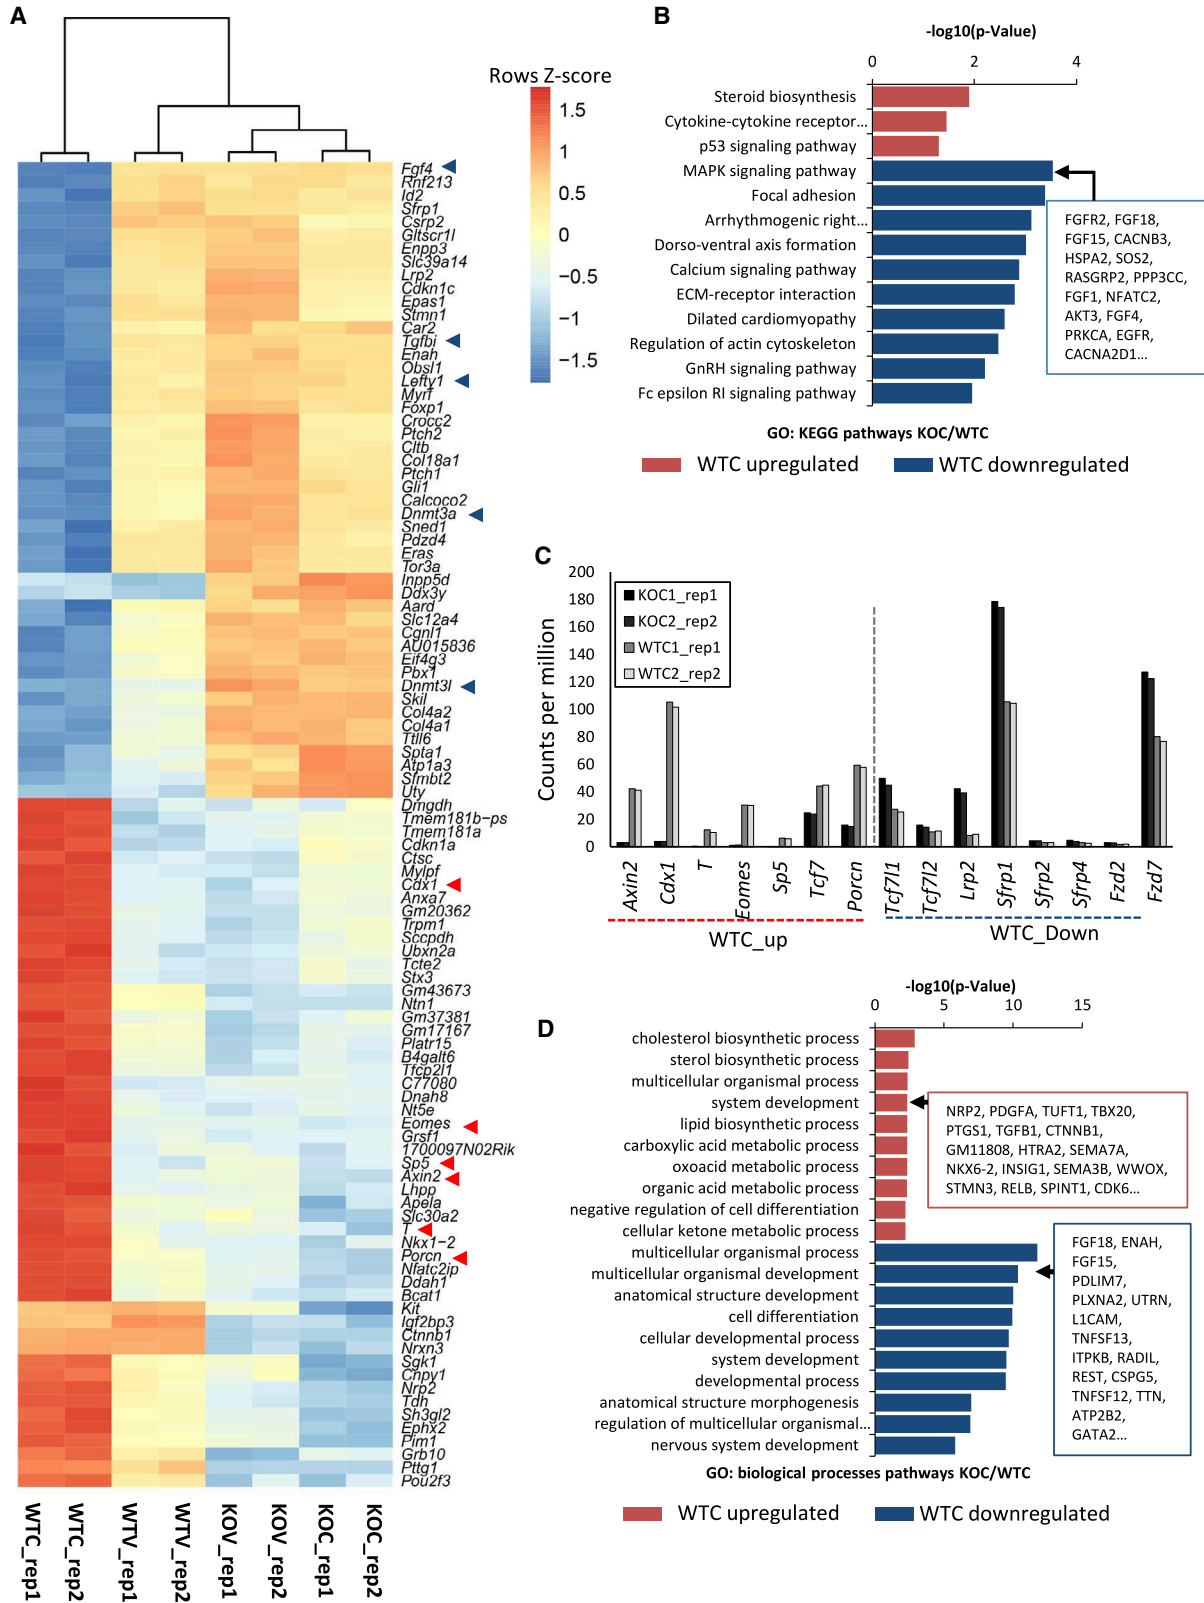 A
Rows Z-score
1.5
1
0.5
0
−0.5
−1
−1.5
Fgf4
Rnf213
Id2
Sfrp1
Csrp2
Gltscr1l
Enpp3
Slc39a14
Lrp2
Cdkn1c
Epas1
Stmn1
Car2
Tgfbi
Enah
Obsl1
Lefty1
Myrf
Foxp1
Crocc2
Ptch2
Cltb
Col18a1
Ptch1
Gli1
Calcoco2
Dnmt3a
Sned1
Pdzd4
Eras
Tor3a
Inpp5d
Ddx3y
Aard
Slc12a4
Cgnl1
AU015836
Eif4g3
Pbx1
Dnmt3l
Skil
Col4a2
Col4a1
Ttll6
Spta1
Atp1a3
Sfmbt2
Uty
Dmgdh
Tmem181b−ps
Tmem181a
Cdkn1a
Ctsc
Mylpf
Cdx1
Anxa7
Gm20362
Trpm1
Sccpdh
Ubxn2a
Tcte2
Stx3
Gm43673
Ntn1
Gm37381
Gm17167
Platr15
B4galt6
Tfcp2l1
C77080
Dnah8
Nt5e
Eomes
Grsf1
1700097N02Rik
Sp5
Axin2
Lhpp
Apela
Slc30a2
T
Nkx1−2
Porcn
Nfatc2ip
Ddah1
Bcat1
Kit
Igf2bp3
Ctnnb1
Nrxn3
Sgk1
Chpy1
Nrp2
Tdh
Sh3gl2
Ephx2
Pim1
Grb10
Pttg1
Pou2f3
WTC_rep1
WTC_rep2
WTV_rep1
WTV_rep2
KOV_rep1
KOV_rep2
KOC_rep1
KOC_rep2
B
-log10(p-Value)
0 2 4
Steroid biosynthesis
Cytokine-cytokine receptor...
p53 signaling pathway
MAPK signaling pathway
Focal adhesion
Arrhythmogenic right...
Dorso-ventral axis formation
Calcium signaling pathway
ECM-receptor interaction
Dilated cardiomyopathy
Regulation of actin cytoskeleton
GnRH signaling pathway
Fc epsilon RI signaling pathway
FGFR2, FGF18,
FGF15, CACNB3,
HSPA2, SOS2,
RASGRP2, PPP3CC,
FGF1, NFATC2,
AKT3, FGF4,
PRKCA, EGFR,
CACNA2D1...
GO: KEGG pathways KOC/WTC
WTC upregulated
WTC downregulated
C
Counts per million
200
180
160
140
120
100
80
60
40
20
0
KOC1_rep1
KOC2_rep2
WTC1_rep1
WTC2_rep2
Axin2
Cdx1
T
Eomes
Sp5
Tcf7
Porcn
Tcf7l1
Tcf7l2
Lrp2
Sfrp1
Sfrp2
Sfrp4
Fzd2
Fzd7
WTC_up
WTC_Down
D
-log10(p-Value)
0 5 10 15
cholesterol biosynthetic process
sterol biosynthetic process
multicellular organismal process
system development
lipid biosynthetic process
carboxylic acid metabolic process
oxoacid metabolic process
organic acid metabolic process
negative regulation of cell differentiation
cellular ketone metabolic process
multicellular organismal process
multicellular organismal development
anatomical structure development
cell differentiation
cellular developmental process
system development
developmental process
anatomical structure morphogenesis
regulation of multicellular organismal...
nervous system development
NRP2, PDGFA, TUFT1, TBX20,
PTGS1, TGFB1, CTNNB1,
GM11808, HTRA2, SEMA7A,
NKX6-2, INSIG1, SEMA3B, WWOX,
STMN3, RELB, SPINT1, CDK6...
FGF18, ENAH,
FGF15,
PDLIM7,
PLXNA2, UTRN,
L1CAM,
TNFSF13,
ITPKB, RADIL,
REST, CSPG5,
TNFSF12, TTN,
ATP2B2,
GATA2...
GO: biological processes pathways KOC/WTC
WTC upregulated
WTC downregulated